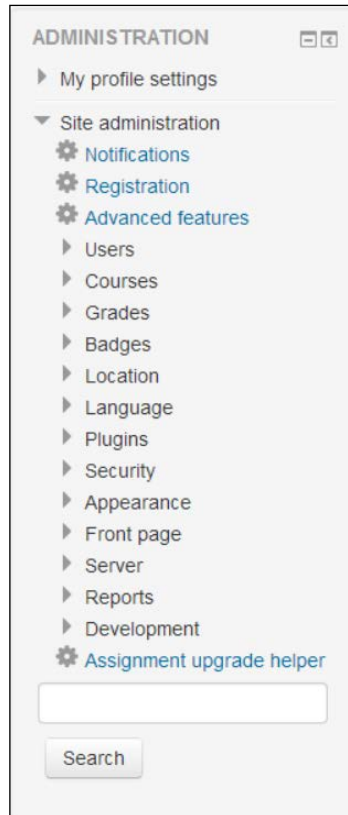 ADMINISTRATION
My profile settings
Site administration
Notifications
Registration
Advanced features
Users
Courses
Grades
Badges
Location
Language
Plugins
Security
Appearance
Front page
Server
Reports
Development
Assignment upgrade helper
Search